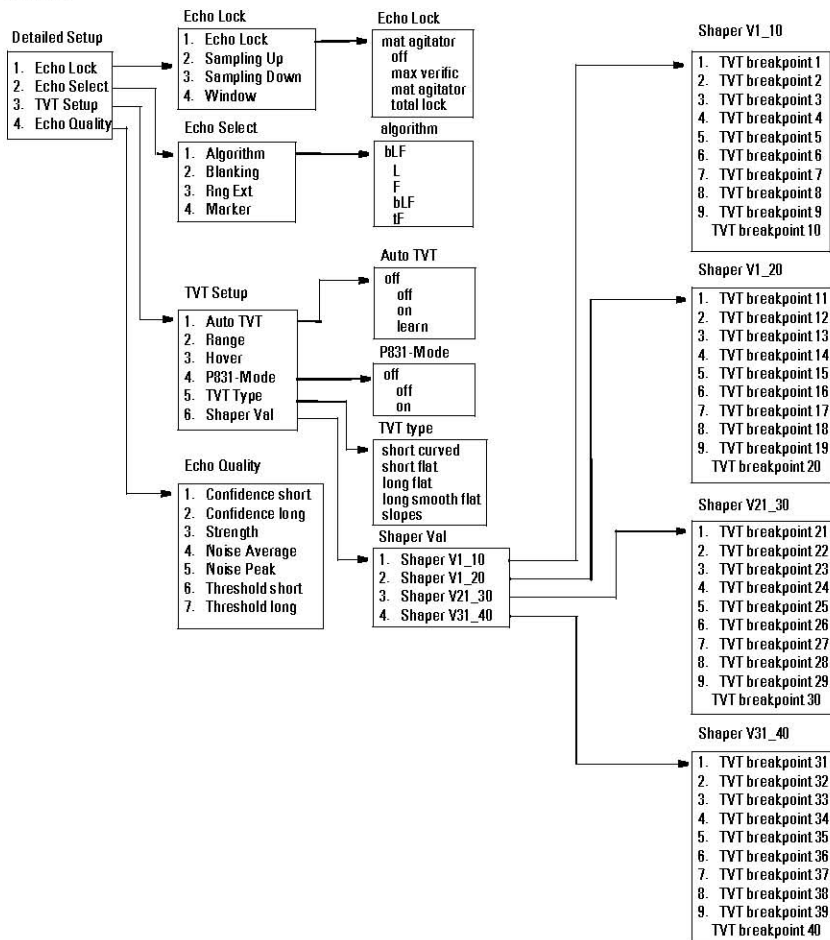 Detailed Setup
1. Echo Lock
2. Echo Select
3. TVT Setup
4. Echo Quality
Echo Lock
1. Echo Lock
2. Sampling Up
3. Sampling Down
4. Window
Echo Lock
mat agitator
off
max verific
mat agitator
total lock
Echo Select
1. Algorithm
2. Blanking
3. Rng Ext
4. Marker
algorithm
bLF
L
F
bLF
tF
TVT Setup
1. Auto TVT
2. Range
3. Hover
4. P831-Mode
5. TVT Type
6. Shaper Val
Auto TVT
off
off
on
learn
P831-Mode
off
off
on
TVT type
short curved
short flat
long flat
long smooth flat
slopes
Echo Quality
1. Confidence short
2. Confidence long
3. Strength
4. Noise Average
5. Noise Peak
6. Threshold short
7. Threshold long
Shaper Val
1. Shaper V1_10
2. Shaper V1_20
3. Shaper V21_30
4. Shaper V31_40
Shaper V1_10
1. TVT breakpoint 1
2. TVT breakpoint 2
3. TVT breakpoint 3
4. TVT breakpoint 4
5. TVT breakpoint 5
6. TVT breakpoint 6
7. TVT breakpoint 7
8. TVT breakpoint 8
9. TVT breakpoint 9
TVT breakpoint 10
Shaper V1_20
1. TVT breakpoint 11
2. TVT breakpoint 12
3. TVT breakpoint 13
4. TVT breakpoint 14
5. TVT breakpoint 15
6. TVT breakpoint 16
7. TVT breakpoint 17
8. TVT breakpoint 18
9. TVT breakpoint 19
TVT breakpoint 20
Shaper V21_30
1. TVT breakpoint 21
2. TVT breakpoint 22
3. TVT breakpoint 23
4. TVT breakpoint 24
5. TVT breakpoint 25
6. TVT breakpoint 26
7. TVT breakpoint 27
8. TVT breakpoint 28
9. TVT breakpoint 29
TVT breakpoint 30
Shaper V31_40
1. TVT breakpoint 31
2. TVT breakpoint 32
3. TVT breakpoint 33
4. TVT breakpoint 34
5. TVT breakpoint 35
6. TVT breakpoint 36
7. TVT breakpoint 37
8. TVT breakpoint 38
9. TVT breakpoint 39
TVT breakpoint 40